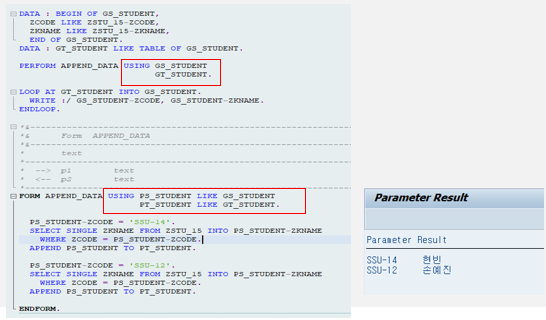 DATA : BEGIN OF GS_STUDENT,
ZCODE LIKE ZSTU_15-ZCODE,
ZKNAME LIKE ZSTU_15-ZKNAME,
END OF GS_STUDENT.
DATA : GT_STUDENT LIKE TABLE OF GS_STUDENT.
PERFORM APPEND_DATA USING GS_STUDENT
GT_STUDENT.
LOOP AT GT_STUDENT INTO GS_STUDENT.
WRITE :/ GS_STUDENT-ZCODE, GS_STUDENT-ZKNAME.
ENDLOOP.
*&---------------------------------------------------------------------
*&      Form  APPEND_DATA
*&---------------------------------------------------------------------
*       text
*----------------------------------------------------------------------
*  -->  p1        text
*  <--  p2        text
*----------------------------------------------------------------------
FORM APPEND_DATA USING PS_STUDENT LIKE GS_STUDENT
PT_STUDENT LIKE GT_STUDENT.
PS_STUDENT-ZCODE = 'SSU-14'.
SELECT SINGLE ZKNAME FROM ZSTU_15 INTO PS_STUDENT-ZKNAME
WHERE ZCODE = PS_STUDENT-ZCODE.
APPEND PS_STUDENT TO PT_STUDENT.
PS_STUDENT-ZCODE = 'SSU-12'.
SELECT SINGLE ZKNAME FROM ZSTU_15 INTO PS_STUDENT-ZKNAME
WHERE ZCODE = PS_STUDENT-ZCODE.
APPEND PS_STUDENT TO PT_STUDENT.
ENDFORM.
Parameter Result
Parameter Result
SSU-14 현빈
SSU-12 손예진